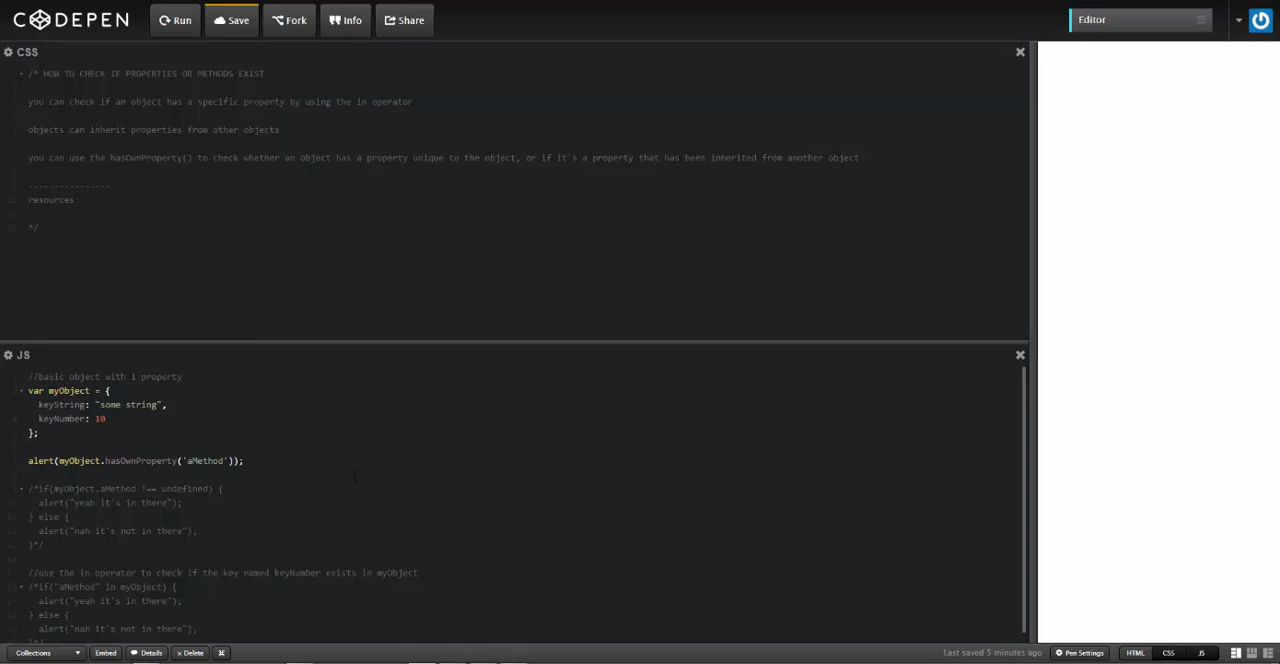 CODEPEN Run Save Fork Info Share Editor
CSS
/* HOW TO CHECK IF PROPERTIES OR METHODS EXIST
you can check if an object has a specific property by using the in operator
objects can inherit properties from other objects
you can use the hasOwnProperty() to check whether an object has a property unique to the object, or if it's a property that has been inherited from another object
----------------
resources
*/
JS
//basic object with 1 property
var myObject = {
keyString: "some string",
keyNumber: 10
};
alert(myObject.hasOwnProperty('aMethod'));
/*if(myObject.aMethod !== undefined) {
alert("yeah it's in there");
} else {
alert("nah it's not in there");
}*/
//use the in operator to check if the key named keyNumber exists in myObject
/*if("aMethod" in myObject) {
alert("yeah it's in there");
} else {
alert("nah it's not in there");
}*/
Collections Embed Details × Delete ⌘ Last saved 5 minutes ago Pen Settings HTML CSS JS